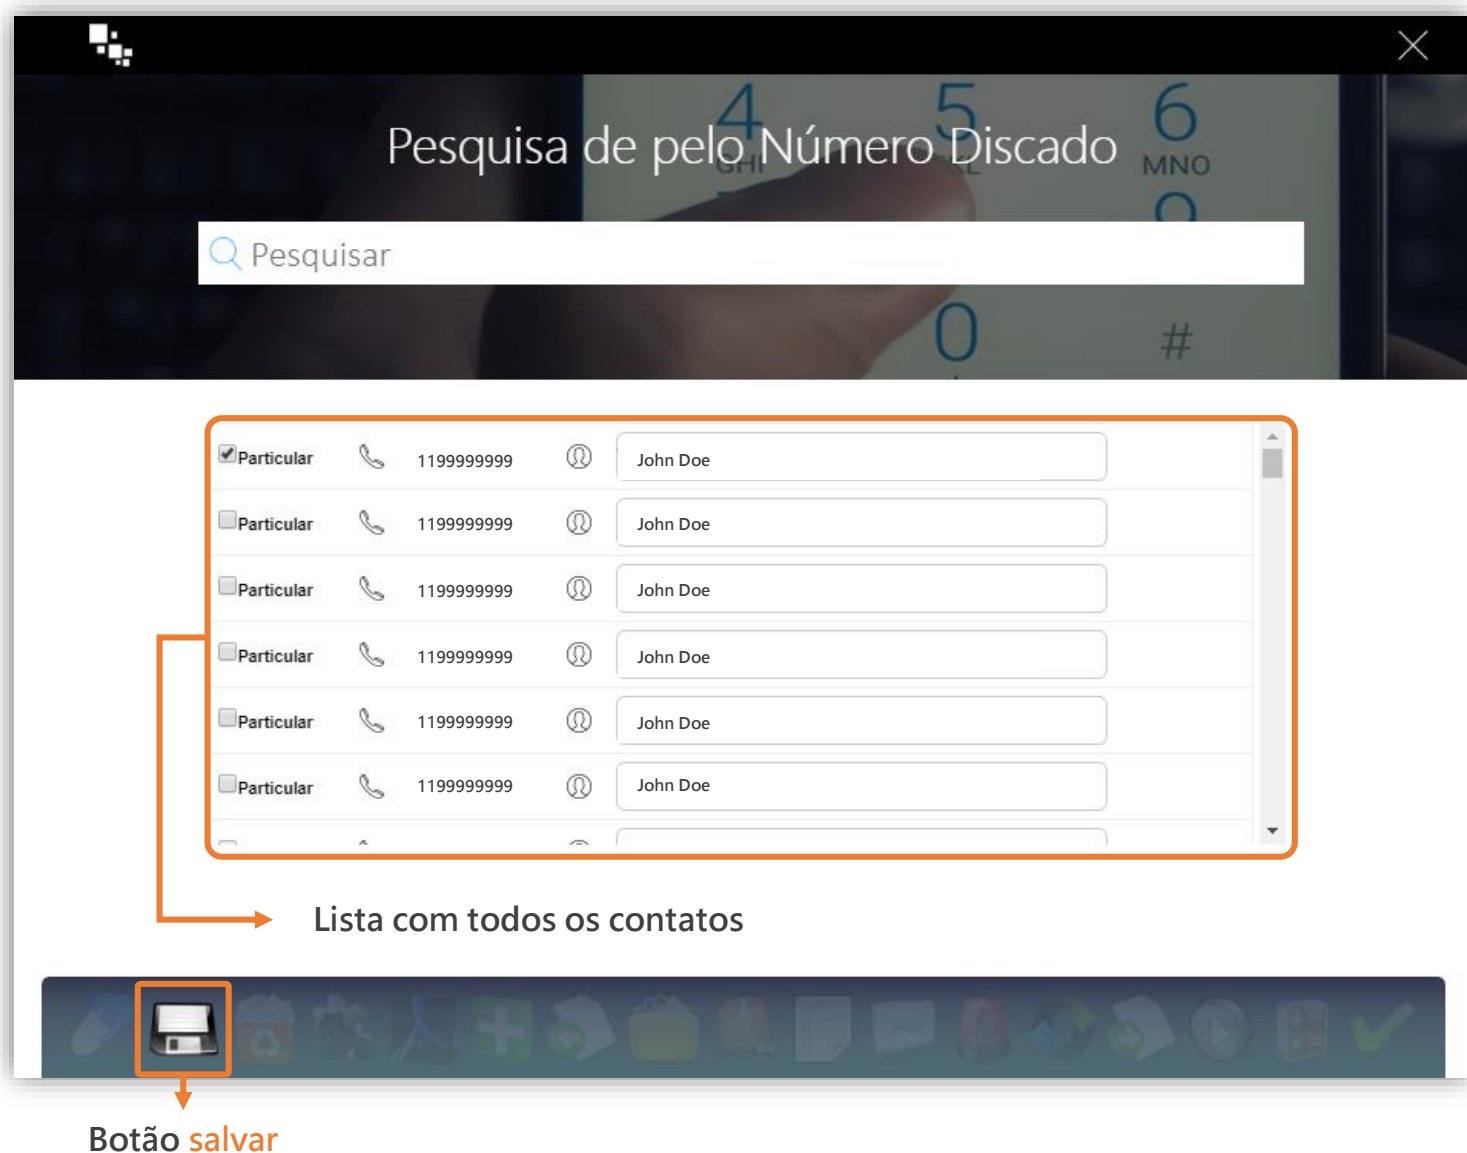 4 5 6
GHI MNO
Pesquisa de pelo Número Discado
Pesquisar
0 #
Particular 1199999999 John Doe
Particular 1199999999 John Doe
Particular 1199999999 John Doe
Particular 1199999999 John Doe
Particular 1199999999 John Doe
Particular 1199999999 John Doe
Lista com todos os contatos
Botão salvar